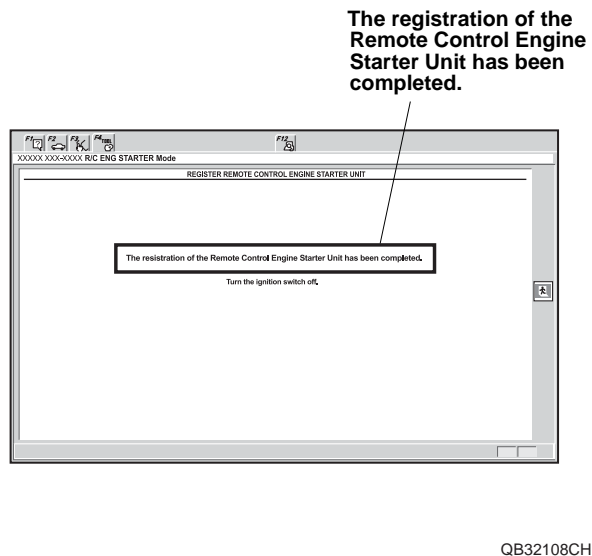 The registration of the
Remote Control Engine
Starter Unit has been
completed.
F1 F2 F3 F4 TOOL F12
XXXXX XXX-XXXX R/C ENG STARTER Mode
REGISTER REMOTE CONTROL ENGINE STARTER UNIT
The resistration of the Remote Control Engine Starter Unit has been completed.
Turn the ignition switch off.
QB32108CH